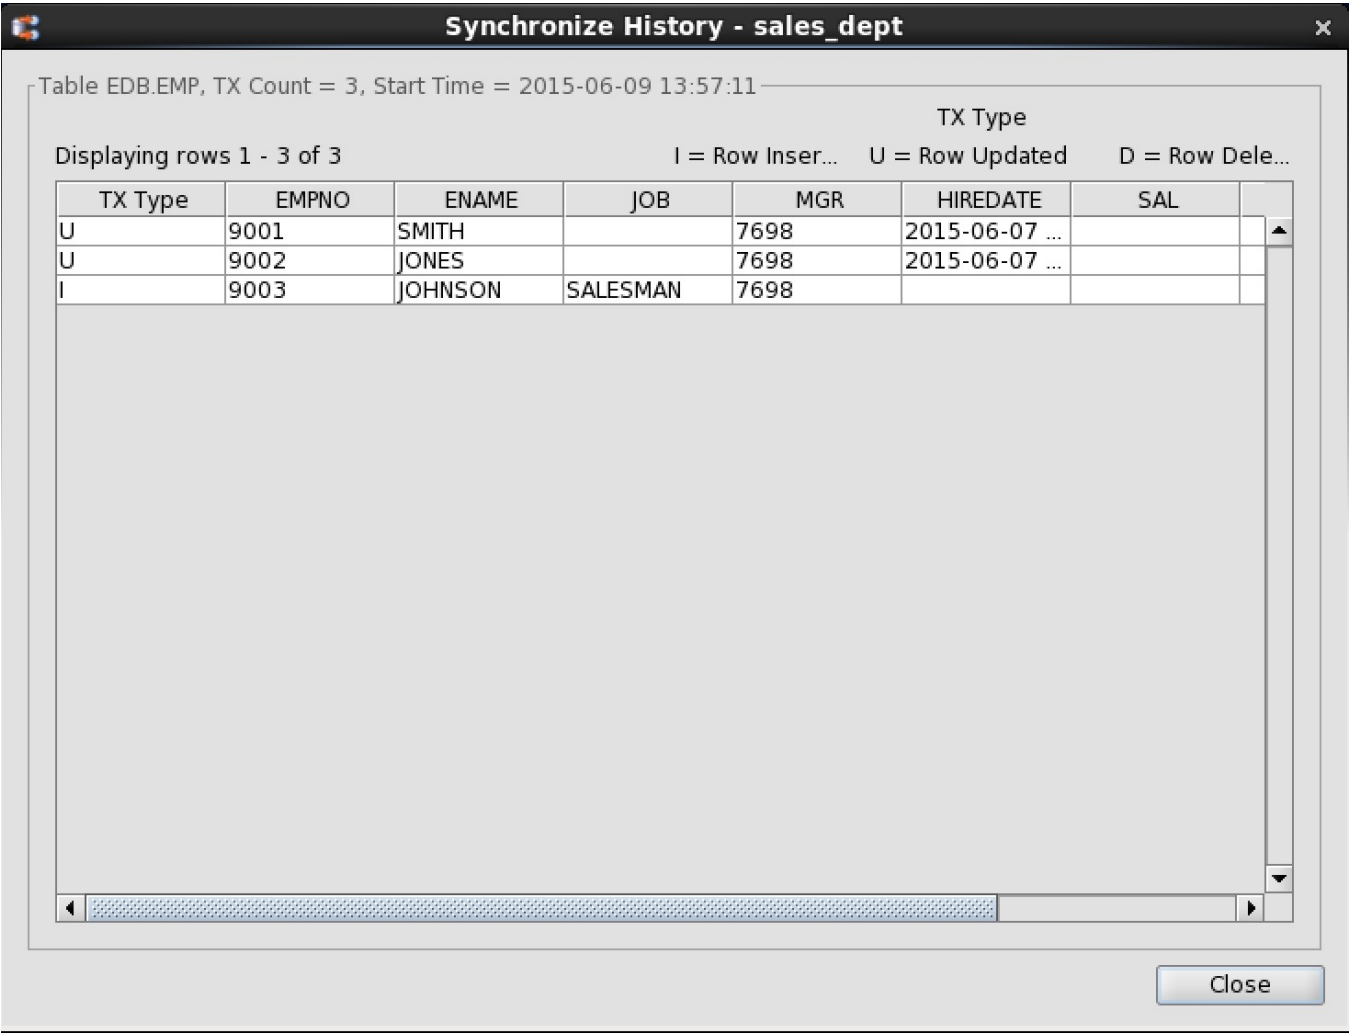 Synchronize History - sales_dept
Table EDB.EMP, TX Count = 3, Start Time = 2015-06-09 13:57:11
TX Type
Displaying rows 1 - 3 of 3 I = Row Inser... U = Row Updated D = Row Dele...
TX Type EMPNO ENAME JOB MGR HIREDATE SAL
U 9001 SMITH 7698 2015-06-07 ...
U 9002 JONES 7698 2015-06-07 ...
I 9003 JOHNSON SALESMAN 7698
Close